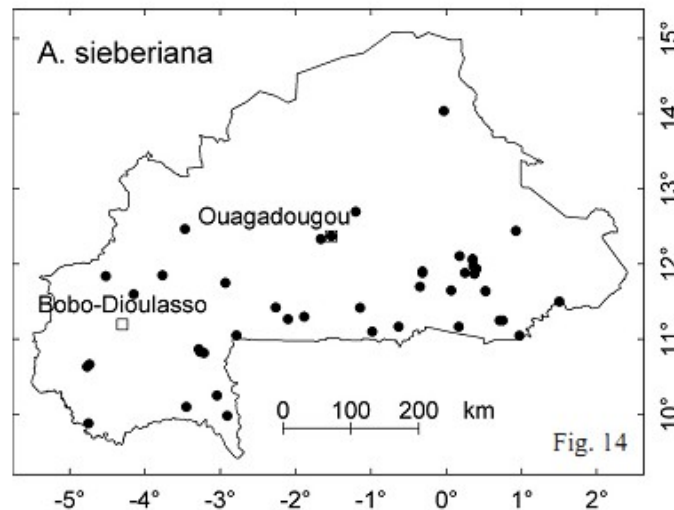 A. sieberiana
15°
14°
13°
Ouagadougou
12°
Bobo-Dioulasso
11°
10°
0 100 200 km
Fig. 14
-5° -4° -3° -2° -1° 0° 1° 2°